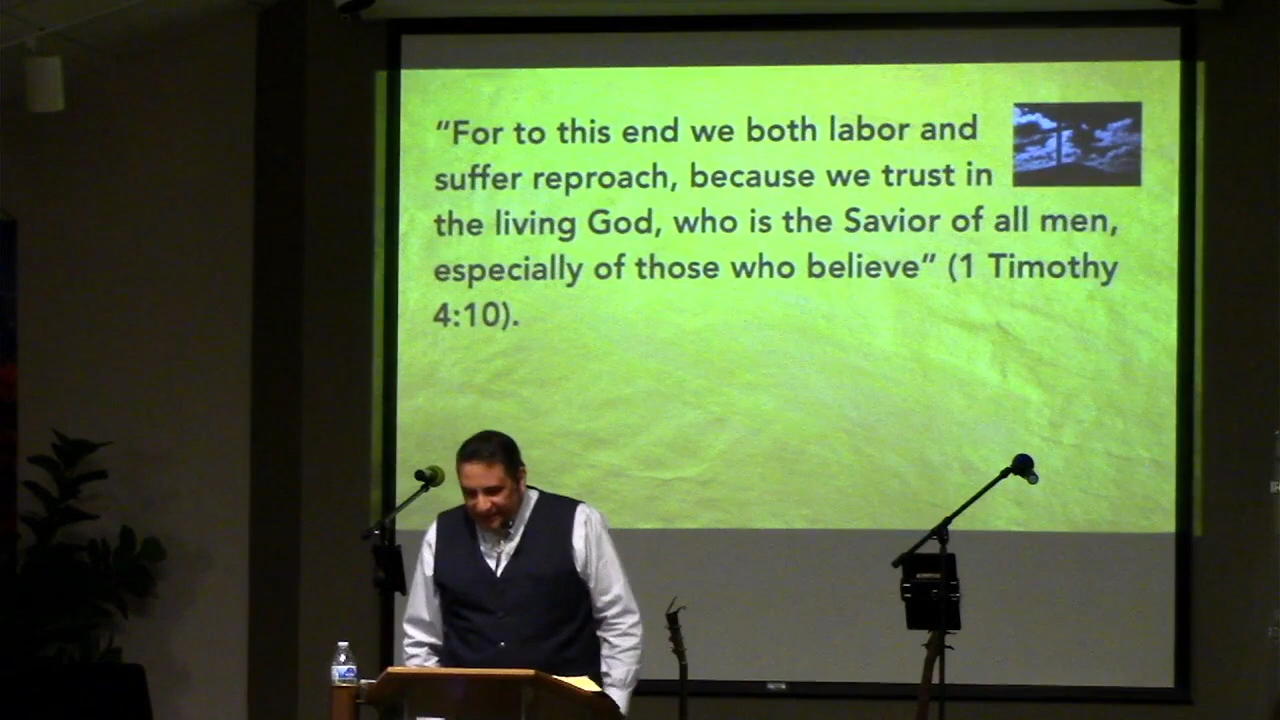 “For to this end we both labor and
suffer reproach, because we trust in
the living God, who is the Savior of all men,
especially of those who believe” (1 Timothy
4:10).